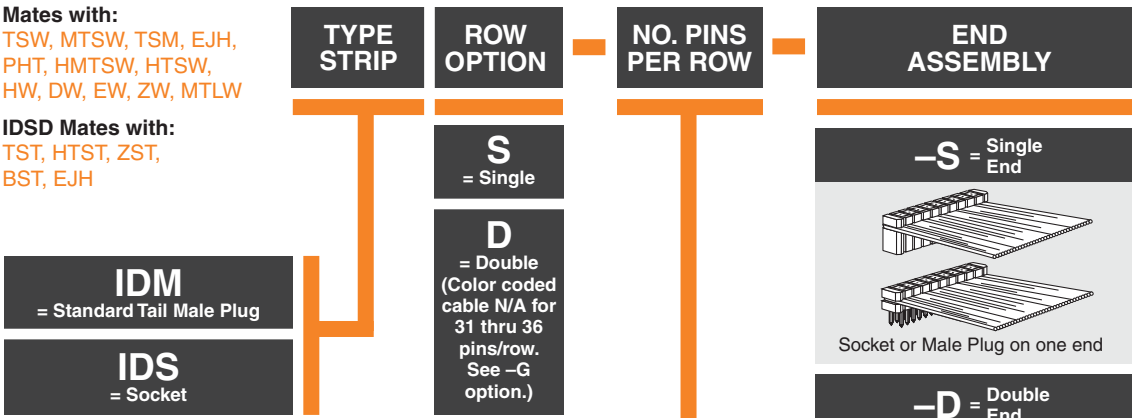 Mates with:
TSW, MTSW, TSM, EJH,
PHT, HMTSW, HTSW,
HW, DW, EW, ZW, MTLW
IDSD Mates with:
TST, HTST, ZST,
BST, EJH
TYPE
STRIP
ROW
OPTION
NO. PINS
PER ROW
END
ASSEMBLY
IDM
= Standard Tail Male Plug
IDS
= Socket
S
= Single
D
= Double
(Color coded
cable N/A for
31 thru 36
pins/row.
See –G
option.)
–S = Single
End
Socket or Male Plug on one end
–D = Double
End